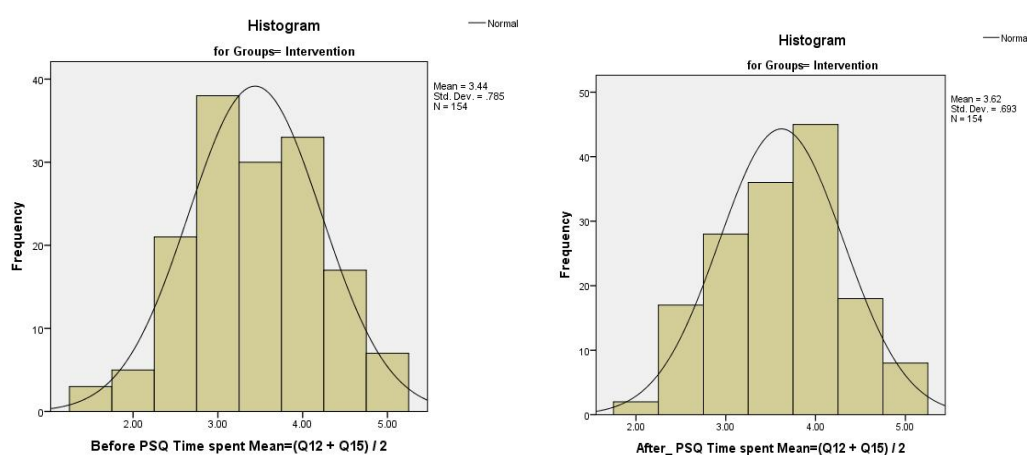 Histogram
Normal
for Groups= Intervention
Mean = 3.44
Std. Dev. = .785
N = 154
40
30
20
10
0
Frequency
2.00 3.00 4.00 5.00
Before PSQ Time spent Mean=(Q12 + Q15) / 2
Histogram
Norma
for Groups= Intervention
Mean = 3.62
Std. Dev. = .693
N = 154
50
40
30
20
10
0
Frequency
2.00 3.00 4.00 5.00
After_ PSQ Time spent Mean=(Q12 + Q15) / 2